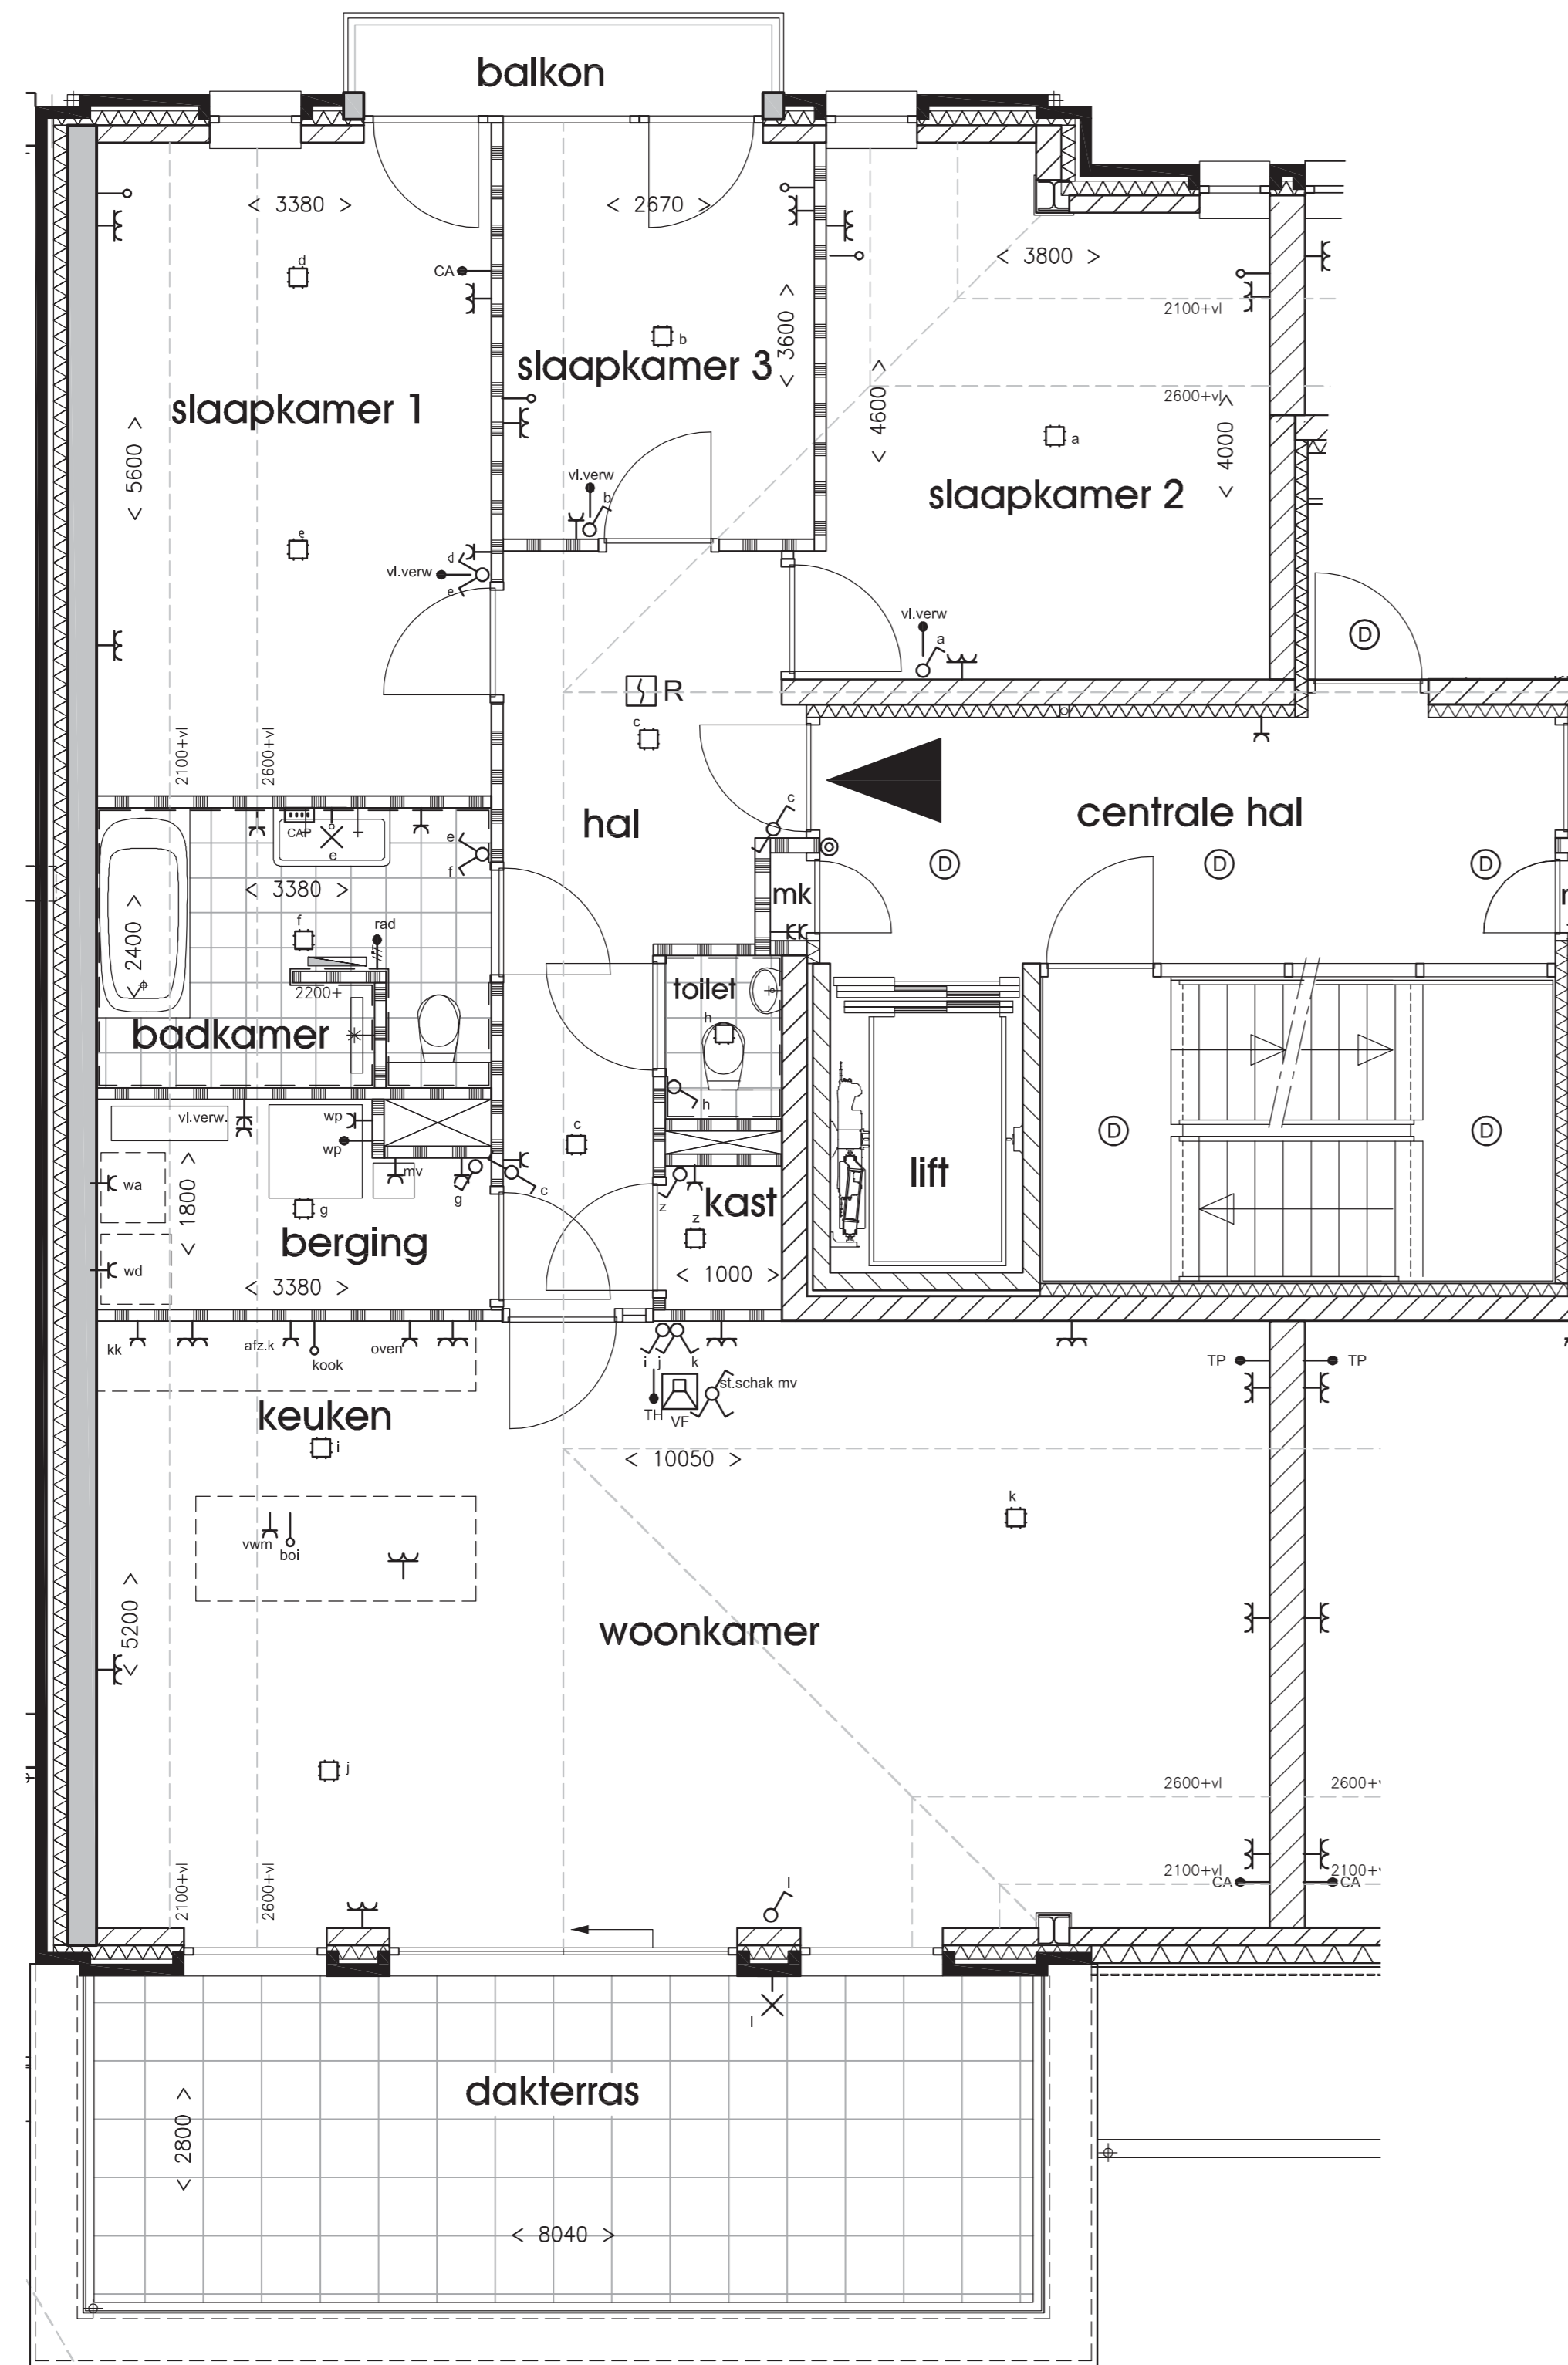 balkon
< 3380 >
< 2670 >
< 3800 >
d
CA
2100+vl
b
slaapkamer 3
< 3600 >
slaapkamer 1
< 4600 >
2600+vl
< 4000 >
a
< 5600 >
vl.verw
b
slaapkamer 2
e
d
vl.verw
e
vl.verw
a
D
R
c
2100+vl
2600+vl
c
hal
centrale hal
CAP
e
e
f
D
D
D
< 3380 >
mk
< 2400 >
f
rad
2200+
toilet
h
badkamer
h
vl.verw.
wp
wp
c
D
D
mv
wa
g
c
z
lift
kast
< 1800 >
g
z
berging
wd
< 3380 >
< 1000 >
kk
afz.k
kook
oven
i
j
k
TP
TP
st.schak mv
TH
VF
keuken
i
< 10050 >
k
vwm
boi
< 5200 >
woonkamer
j
2600+vl
2600+
2100+vl
2600+vl
l
2100+vl
2100+
CA
CA
l
dakterras
< 2800 >
< 8040 >